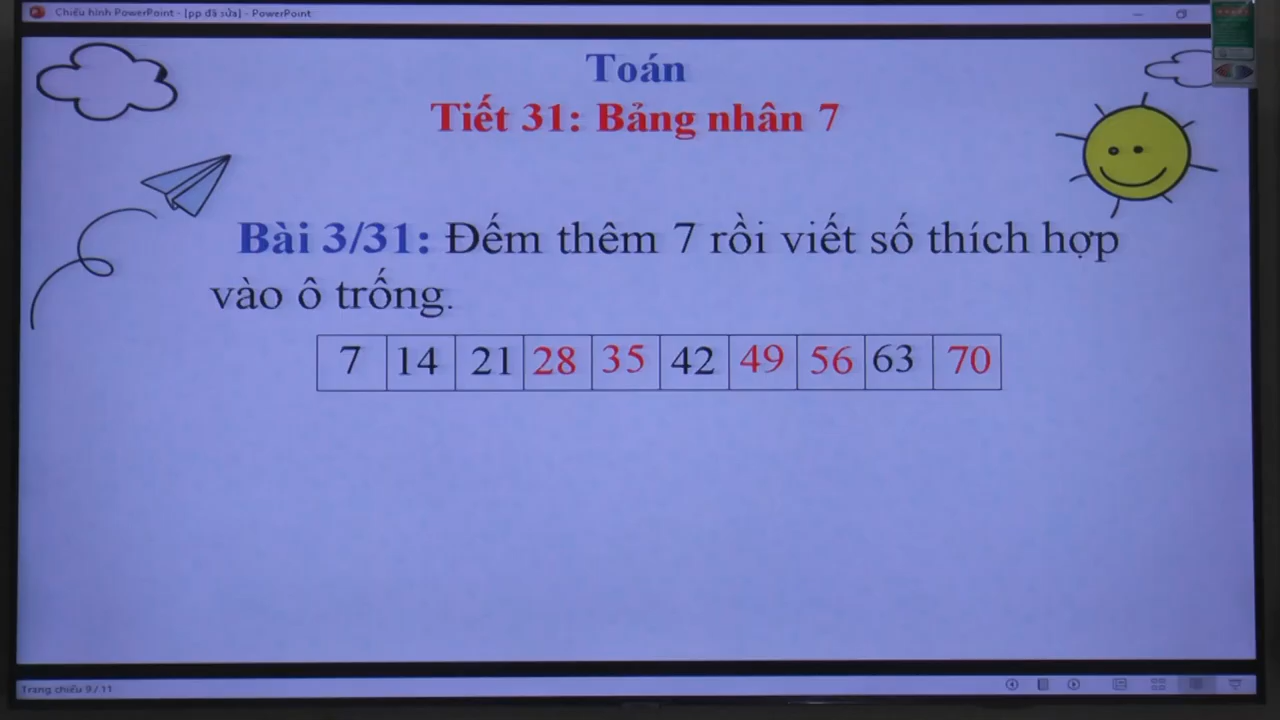 Chiếu hình PowerPoint - [pp đã sửa] - PowerPoint
Toán
Tiết 31: Bảng nhân 7
Bài 3/31: Đếm thêm 7 rồi viết số thích hợp
vào ô trống.
7 14 21 28 35 42 49 56 63 70
Trang chiếu 9 / 11